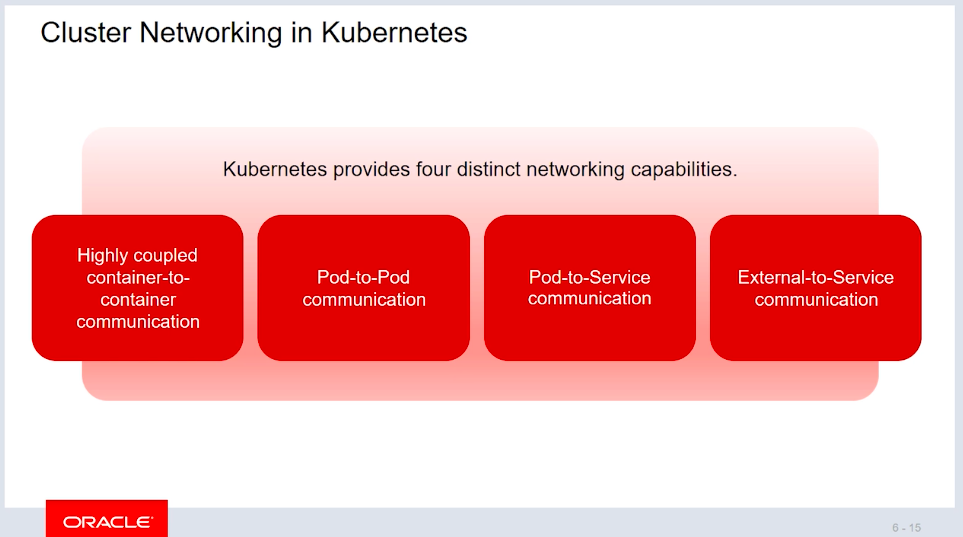 Cluster Networking in Kubernetes
Kubernetes provides four distinct networking capabilities.
Highly coupled
container-to-
container
communication
Pod-to-Pod
communication
Pod-to-Service
communication
External-to-Service
communication
ORACLE
6 - 15